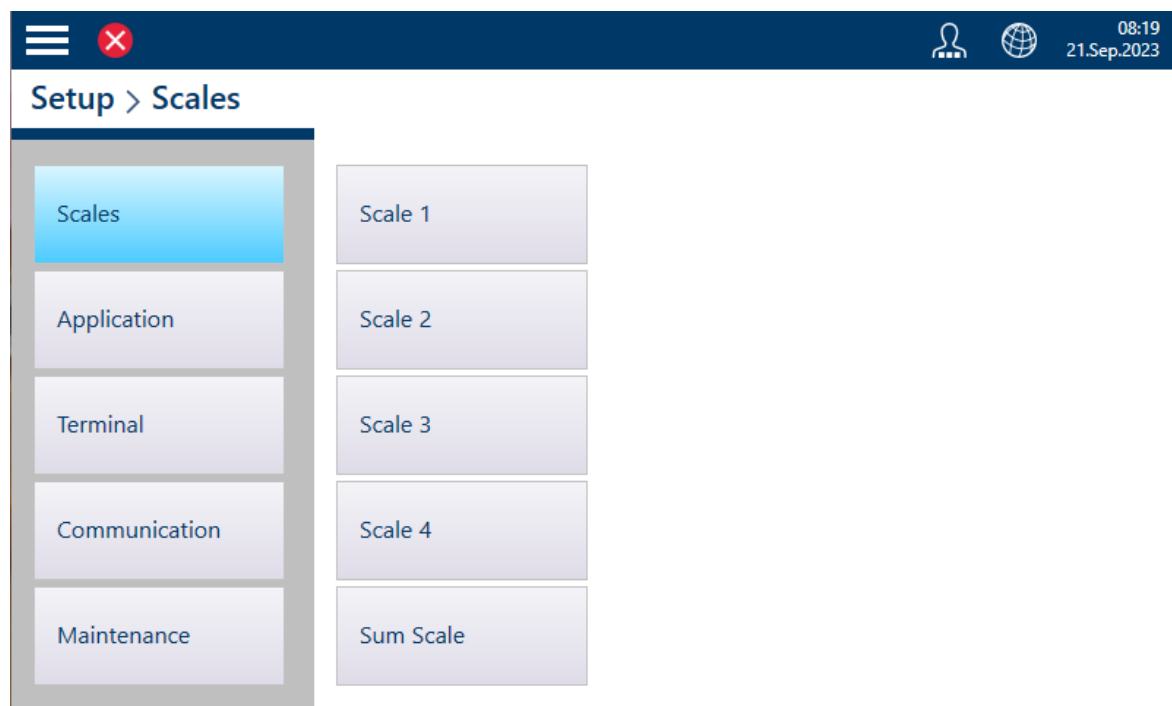 08:19
21.Sep.2023
Setup > Scales
Scales
Application
Terminal
Communication
Maintenance
Scale 1
Scale 2
Scale 3
Scale 4
Sum Scale